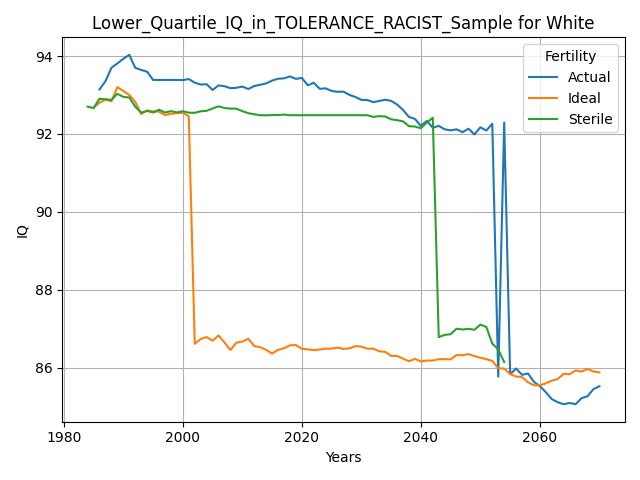 Lower_Quartile_IQ_in_TOLERANCE_RACIST_Sample for White
Fertility
Actual
Ideal
Sterile
IQ
94
92
90
88
86
1980
2000
2020
2040
2060
Years